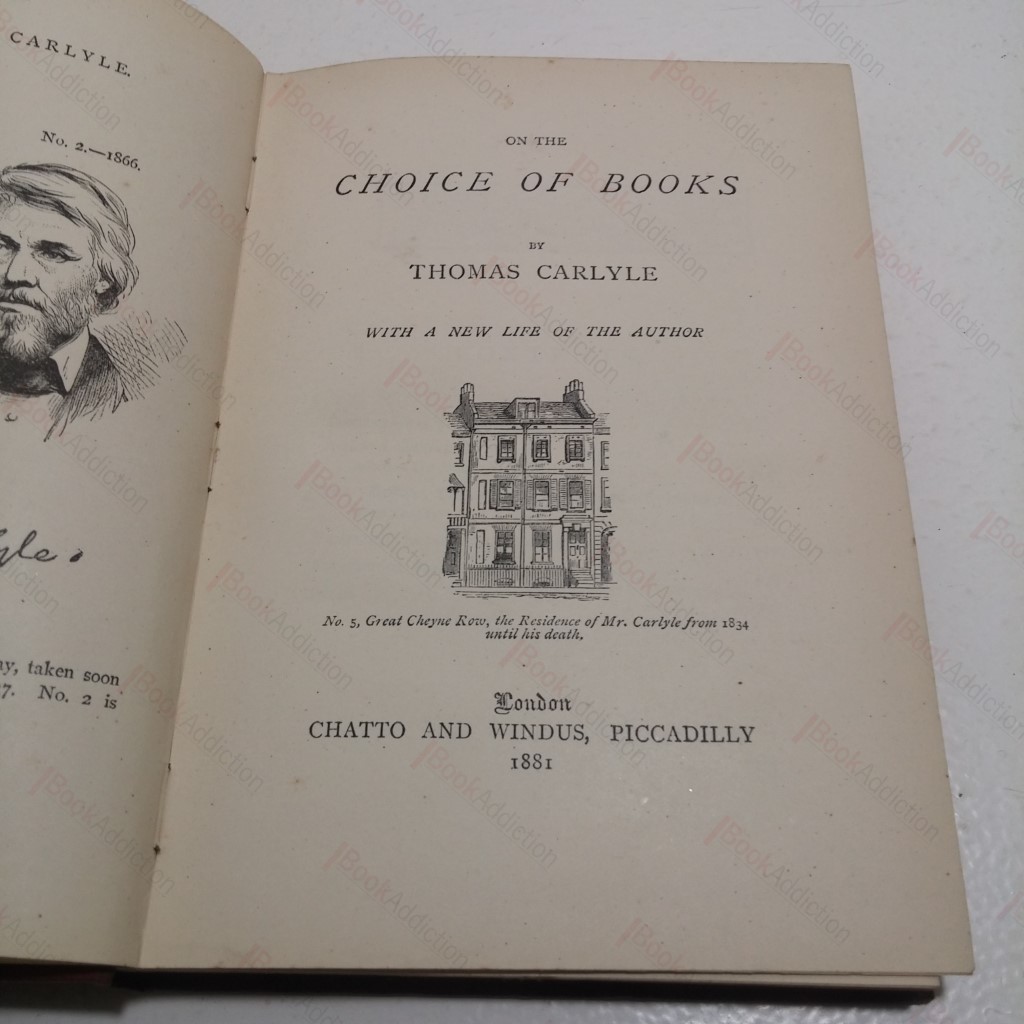 CARLYLE.
No. 2.—1866.
yle.
ay, taken soon
7. No. 2 is
ON THE
CHOICE OF BOOKS
BY
THOMAS CARLYLE
WITH A NEW LIFE OF THE AUTHOR
No. 5, Great Cheyne Row, the Residence of Mr. Carlyle from 1834
until his death.
London
CHATTO AND WINDUS, PICCADILLY
1881
BookAddiction